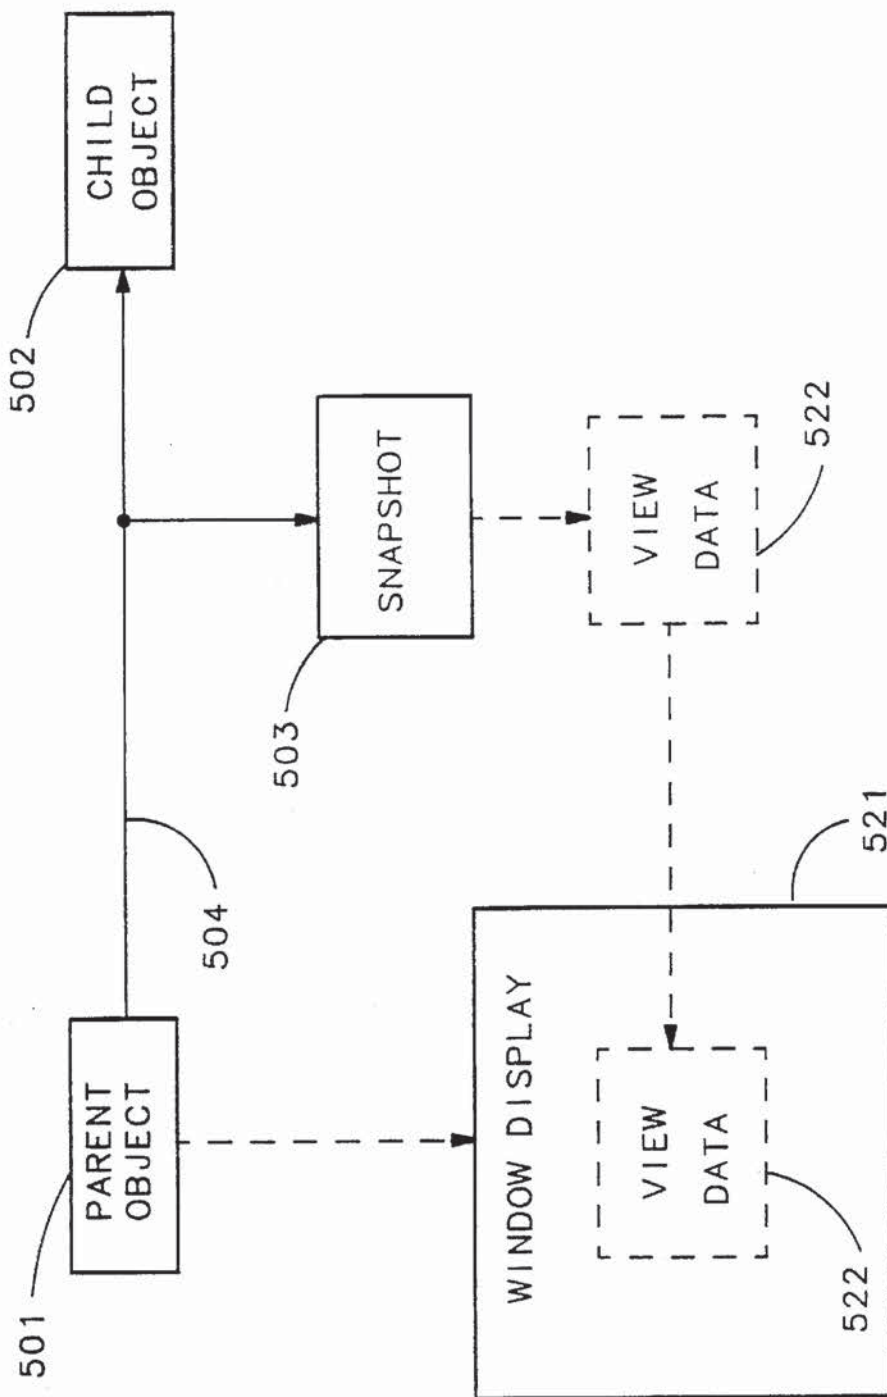 501
502
PARENT
OBJECT
CHILD
OBJECT
504
503
SNAPSHOT
WINDOW DISPLAY
VIEW
DATA
VIEW
DATA
522
522
521